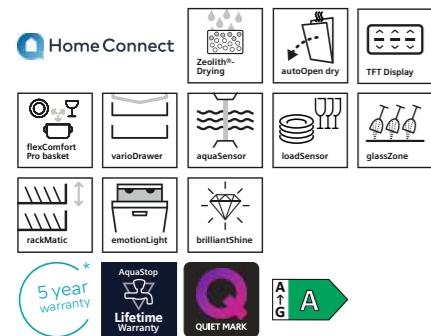 Home Connect
Zeolith®-
Drying
autoOpen dry
TFT Display
flexComfort
Pro basket
varioDrawer
aquaSensor
loadSensor
glassZone
rackMatic
emotionLight
brilliantShine
5 year *
warranty
AquaStop
Lifetime
Warranty
QUIET MARK
A
↑
G
A